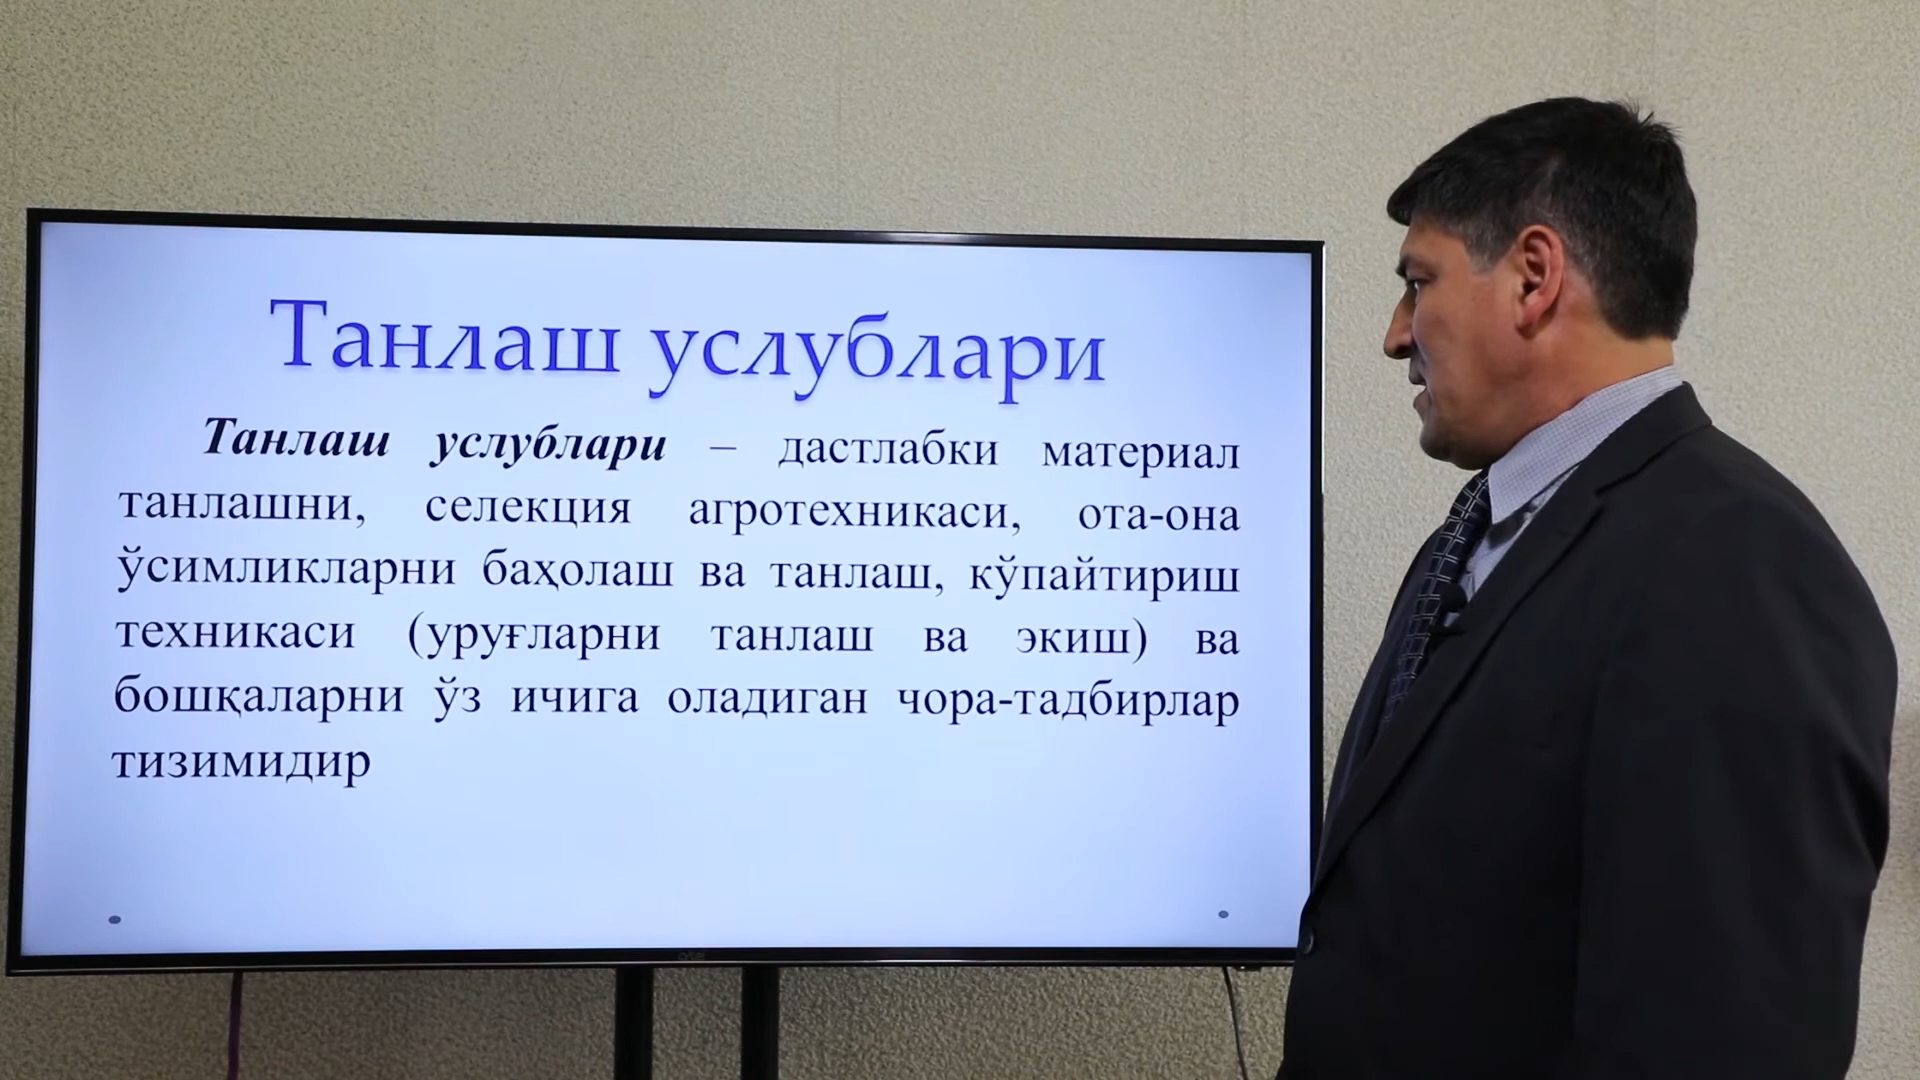 Танлаш услублари
Танлаш услублари – дастлабки материал
танлашни, селекция агротехникаси, ота-она
ўсимликларни баҳолаш ва танлаш, кўпайтириш
техникаси (уруғларни танлаш ва экиш) ва
бошқаларни ўз ичига оладиган чора-тадбирлар
тизимидир